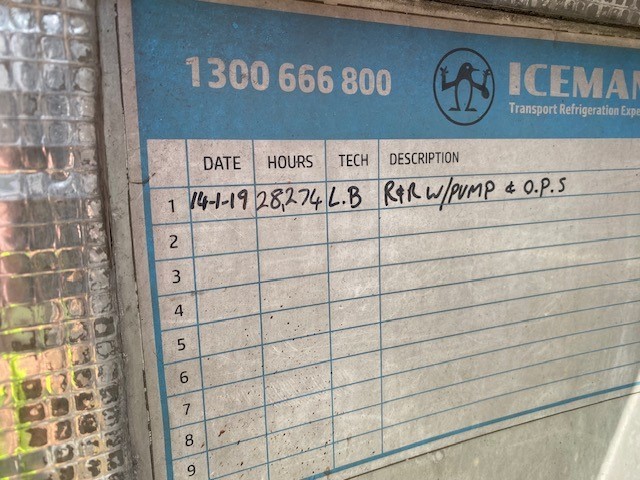 1300 666 800
ICEMAN
Transport Refrigeration Expe
DATE HOURS TECH DESCRIPTION
1 14-1-19 28,274 L.B R&R W/PUMP & O.P.S
2
3
4
5
6
7
8
9